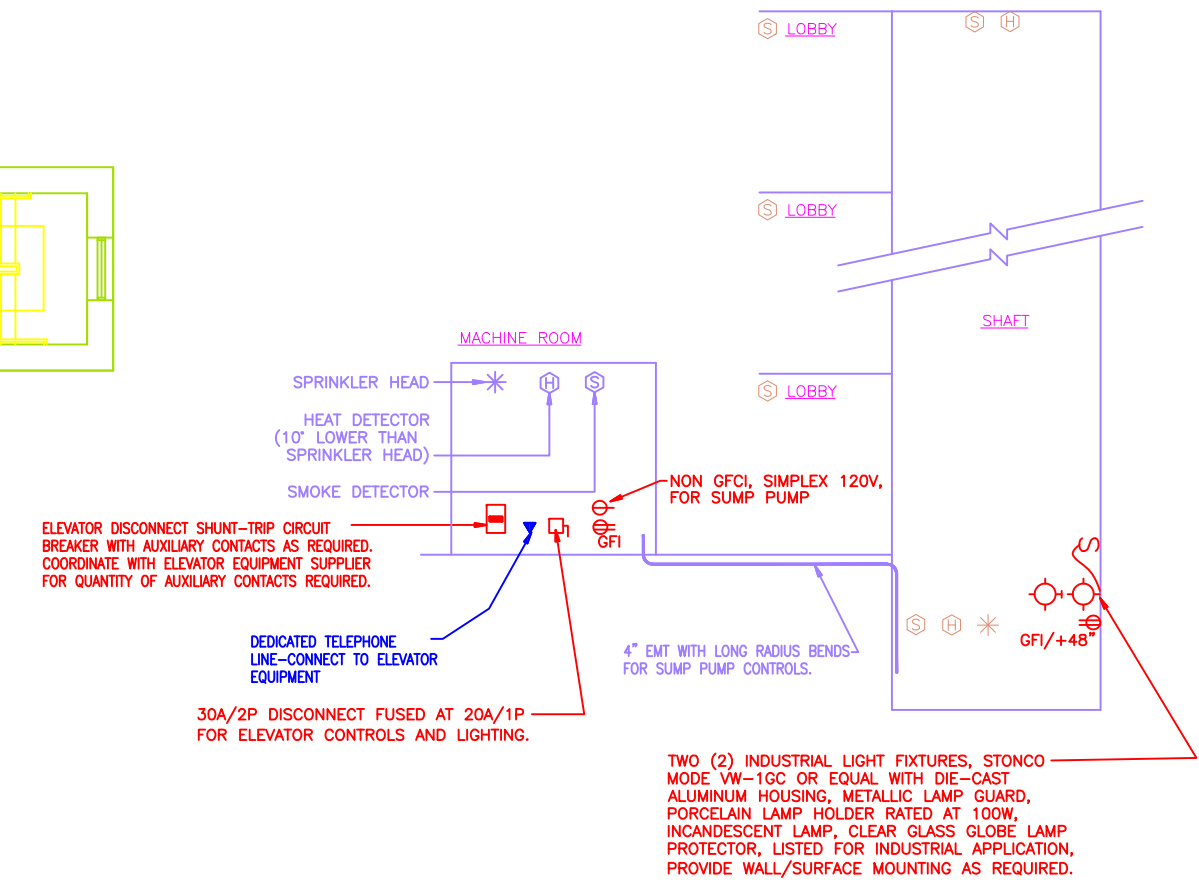 S LOBBY
S H
S LOBBY
SHAFT
MACHINE ROOM
SPRINKLER HEAD
H
S
S LOBBY
HEAT DETECTOR
(10" LOWER THAN
SPRINKLER HEAD)
SMOKE DETECTOR
NON GFCI, SIMPLEX 120V,
FOR SUMP PUMP
GFI
ELEVATOR DISCONNECT SHUNT-TRIP CIRCUIT
BREAKER WITH AUXILIARY CONTACTS AS REQUIRED.
COORDINATE WITH ELEVATOR EQUIPMENT SUPPLIER
FOR QUANTITY OF AUXILIARY CONTACTS REQUIRED.
S
S H
GFI/+48"
DEDICATED TELEPHONE
LINE-CONNECT TO ELEVATOR
EQUIPMENT
4" EMT WITH LONG RADIUS BENDS
FOR SUMP PUMP CONTROLS.
30A/2P DISCONNECT FUSED AT 20A/1P
FOR ELEVATOR CONTROLS AND LIGHTING.
TWO (2) INDUSTRIAL LIGHT FIXTURES, STONCO
MODE VW-1GC OR EQUAL WITH DIE-CAST
ALUMINUM HOUSING, METALLIC LAMP GUARD,
PORCELAIN LAMP HOLDER RATED AT 100W,
INCANDESCENT LAMP, CLEAR GLASS GLOBE LAMP
PROTECTOR, LISTED FOR INDUSTRIAL APPLICATION,
PROVIDE WALL/SURFACE MOUNTING AS REQUIRED.